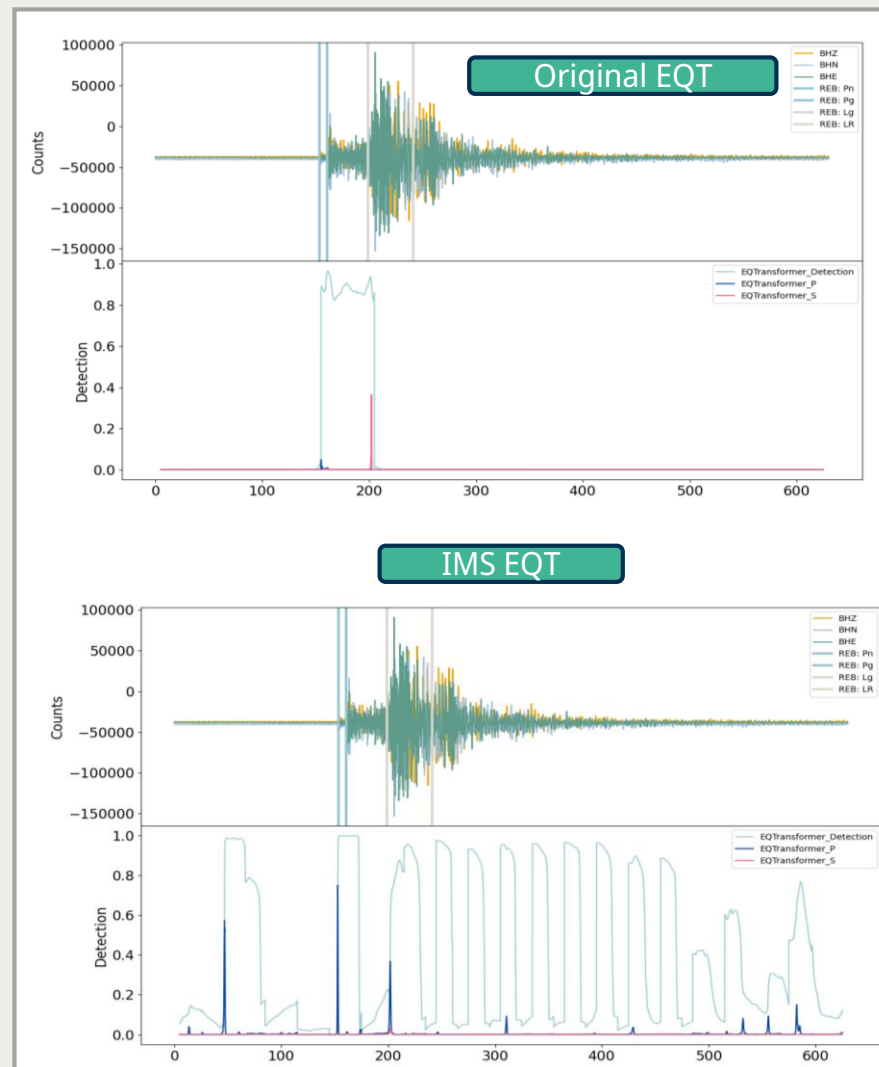 Original EQT
100000
50000
0
−50000
−100000
−150000
Counts
BHZ
BHN
BHE
REB: Pn
REB: Pg
REB: Lg
REB: LR
1.0
0.8
0.6
0.4
0.2
0.0
Detection
EQTransformer_Detection
EQTransformer_P
EQTransformer_S
0 100 200 300 400 500 600
IMS EQT
100000
50000
0
−50000
−100000
−150000
Counts
BHZ
BHN
BHE
REB: Pn
REB: Pg
REB: Lg
REB: LR
1.0
0.8
0.6
0.4
0.2
0.0
Detection
EQTransformer_Detection
EQTransformer_P
EQTransformer_S
0 100 200 300 400 500 600